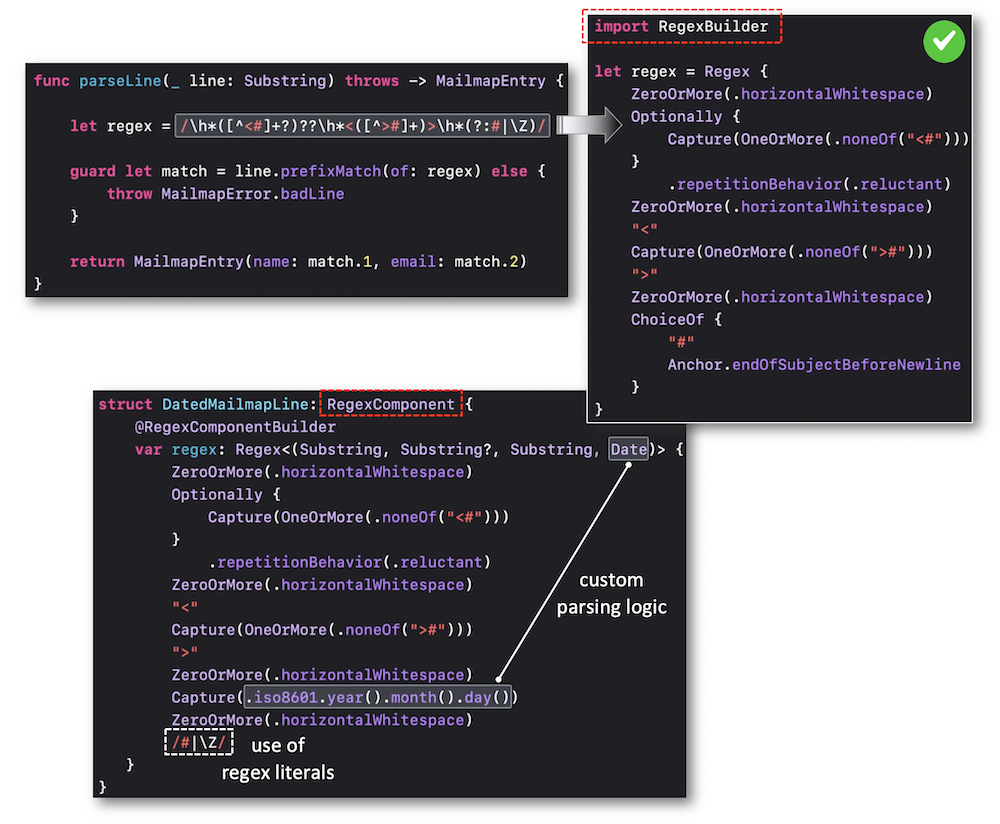 func parseLine(_ line: Substring) throws -> MailmapEntry {
let regex = /\h*([^<#]+?)??\h*<([^>#]+)>\h*(?:#|\Z)/
guard let match = line.prefixMatch(of: regex) else {
throw MailmapError.badLine
}
return MailmapEntry(name: match.1, email: match.2)
}
import RegexBuilder
let regex = Regex {
ZeroOrMore(.horizontalWhitespace)
Optionally {
Capture(OneOrMore(.noneOf("<#")))
}
.repetitionBehavior(.reluctant)
ZeroOrMore(.horizontalWhitespace)
"<"
Capture(OneOrMore(.noneOf(">#")))
">"
ZeroOrMore(.horizontalWhitespace)
ChoiceOf {
"#"
Anchor.endOfSubjectBeforeNewline
}
}
struct DatedMailmapLine: RegexComponent {
@RegexComponentBuilder
var regex: Regex<(Substring, Substring?, Substring, Date)> {
ZeroOrMore(.horizontalWhitespace)
Optionally {
Capture(OneOrMore(.noneOf("<#")))
}
.repetitionBehavior(.reluctant)
ZeroOrMore(.horizontalWhitespace)
"<"
Capture(OneOrMore(.noneOf(">#")))
">"
ZeroOrMore(.horizontalWhitespace)
Capture(.iso8601.year().month().day())
ZeroOrMore(.horizontalWhitespace)
/#|\Z/
}
}
custom
parsing logic
use of
regex literals